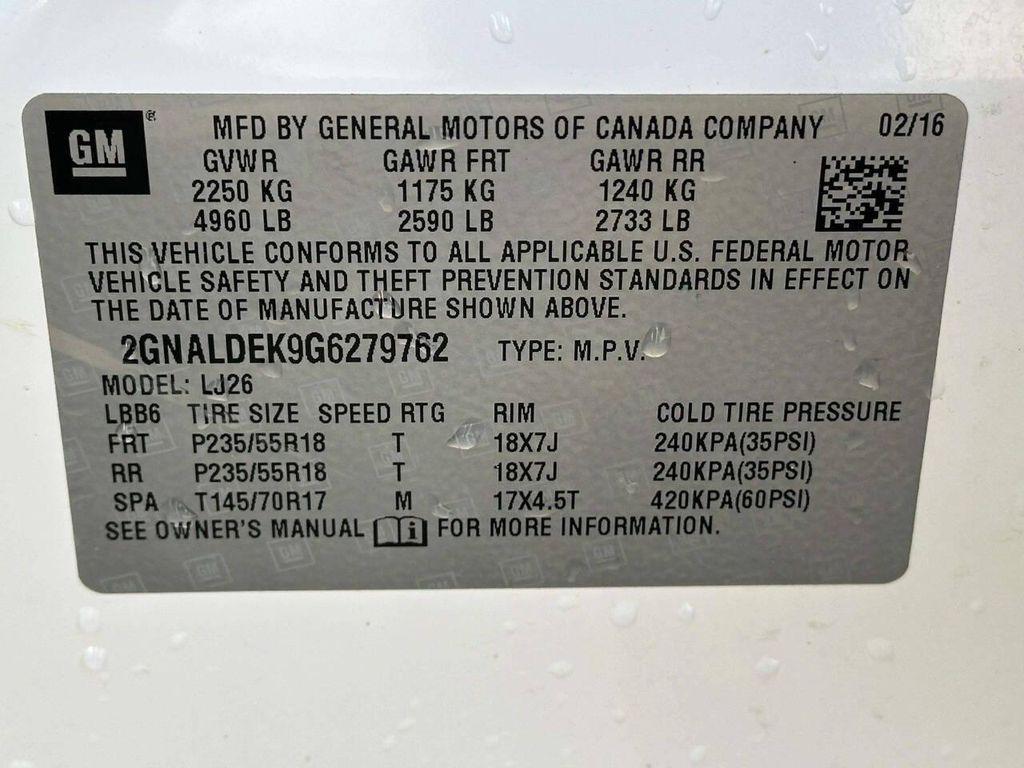 GM ® MFD BY GENERAL MOTORS OF CANADA COMPANY 02/16
GVWR GAWR FRT GAWR RR
2250 KG 1175 KG 1240 KG
4960 LB 2590 LB 2733 LB
THIS VEHICLE CONFORMS TO ALL APPLICABLE U.S. FEDERAL MOTOR
VEHICLE SAFETY AND THEFT PREVENTION STANDARDS IN EFFECT ON
THE DATE OF MANUFACTURE SHOWN ABOVE.
2GNALDEK9G6279762 TYPE: M.P.V.
MODEL: LJ26
LBB6 TIRE SIZE SPEED RTG RIM COLD TIRE PRESSURE
FRT P235/55R18 T 18X7J 240KPA(35PSI)
RR P235/55R18 T 18X7J 240KPA(35PSI)
SPA T145/70R17 M 17X4.5T 420KPA(60PSI)
SEE OWNER'S MANUAL i FOR MORE INFORMATION.